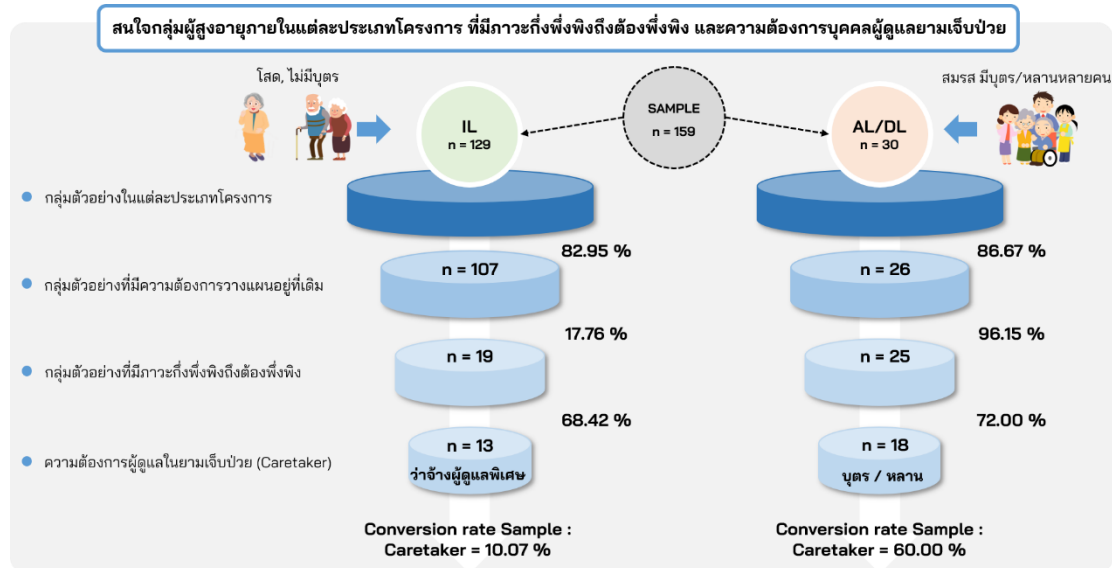 สนใจกลุ่มผู้สูงอายุภายในแต่ละประเภทโครงการ ที่มีภาวะกึ่งพึ่งพิงถึงต้องพึ่งพิง และความต้องการบุคคลผู้ดูแลยามเจ็บป่วย
โสด, ไม่มีบุตร
IL
n = 129
SAMPLE
n = 159
AL/DL
n = 30
สมรส มีบุตร/หลานหลายคน
กลุ่มตัวอย่างในแต่ละประเภทโครงการ
82.95 %
86.67 %
กลุ่มตัวอย่างที่มีความต้องการวางแผนอยู่ที่เดิม
n = 107
n = 26
17.76 %
96.15 %
กลุ่มตัวอย่างที่มีภาวะกึ่งพึ่งพิงถึงต้องพึ่งพิง
n = 19
n = 25
68.42 %
72.00 %
ความต้องการผู้ดูแลในยามเจ็บป่วย (Caretaker)
n = 13
ว่าจ้างผู้ดูแลพิเศษ
n = 18
บุตร / หลาน
Conversion rate Sample :
Caretaker = 10.07 %
Conversion rate Sample :
Caretaker = 60.00 %